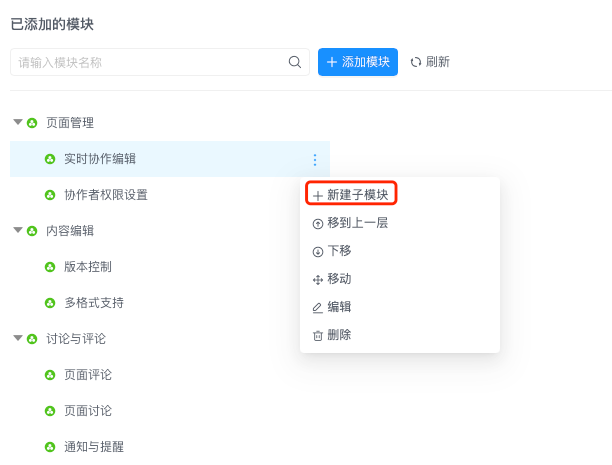 已添加的模块
请输入模块名称
添加模块
刷新
页面管理
实时协作编辑
协作者权限设置
新建子模块
移到上一层
内容编辑
下移
版本控制
移动
多格式支持
编辑
讨论与评论
删除
页面评论
页面讨论
通知与提醒